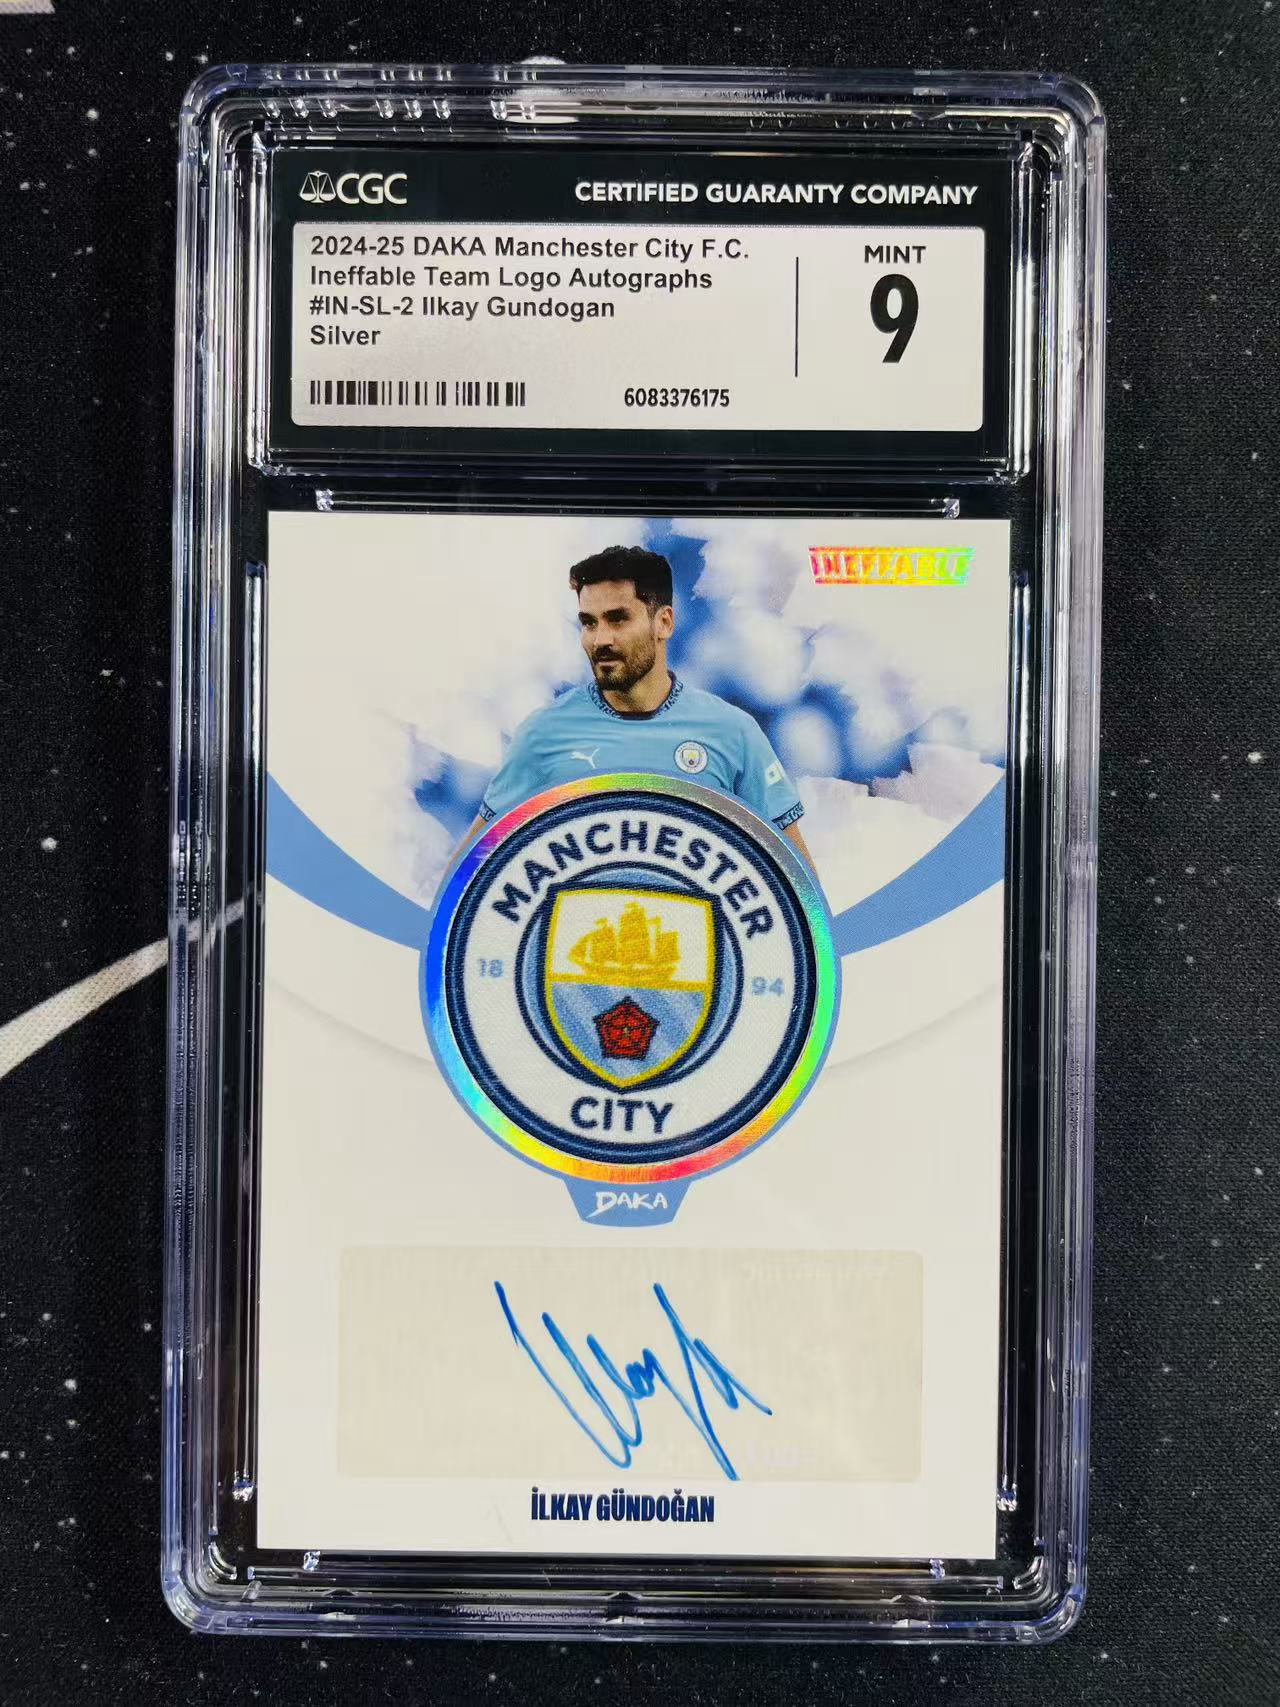 CGC
CERTIFIED GUARANTY COMPANY
2024-25 DAKA Manchester City F.C.
Ineffable Team Logo Autographs
#IN-SL-2 Ilkay Gundogan
Silver
6083376175
MINT
9
INEFFABLE
MANCHESTER
18 94
CITY
DAKA
İLKAY GÜNDOĞAN